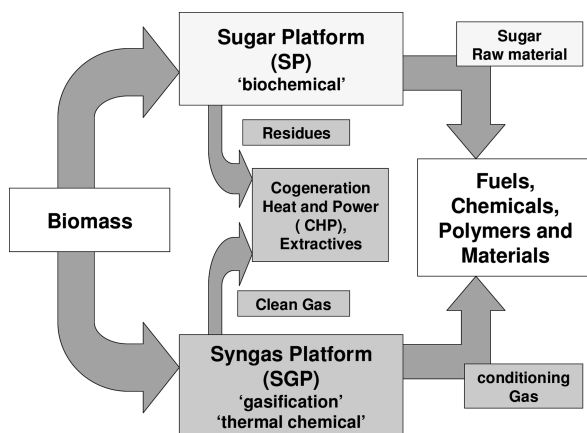 Sugar Platform
(SP)
‘biochemical’
Sugar
Raw material
Residues
Biomass
Cogeneration
Heat and Power
( CHP),
Extractives
Fuels,
Chemicals,
Polymers and
Materials
Clean Gas
Syngas Platform
(SGP)
‘gasification’
‘thermal chemical’
conditioning
Gas